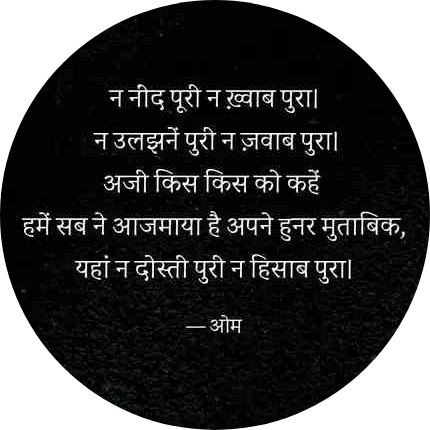 न नींद पूरी न ख़्वाब पुरा।
न उलझनें पुरी न ज़वाब पुरा।
अजी किस किस को कहें
हमें सब ने आजमाया है अपने हुनर मुताबिक,
यहां न दोस्ती पुरी न हिसाब पुरा।
— ओम